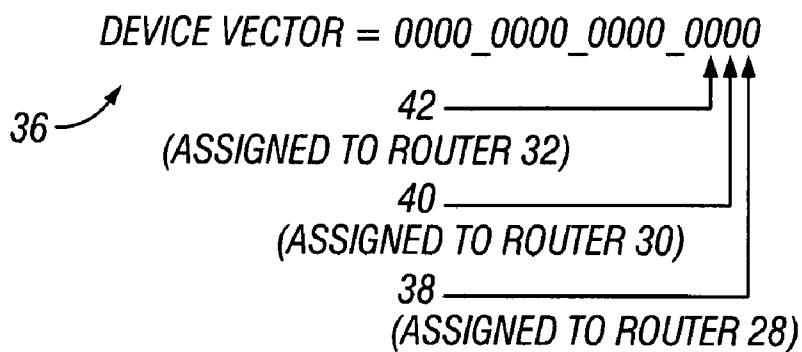 DEVICE VECTOR = 0000_0000_0000_0000
36
42
(ASSIGNED TO ROUTER 32)
40
(ASSIGNED TO ROUTER 30)
38
(ASSIGNED TO ROUTER 28)